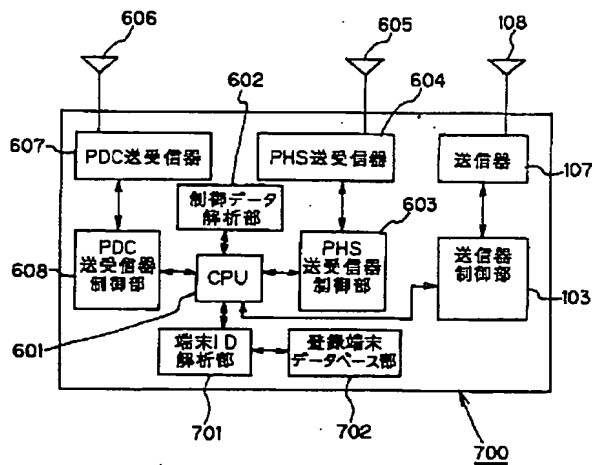 606
605
108
602
604
607
PDC送受信器
PHS送受信器
送信器
107
制御データ
解析部
603
608
PDC
送受信器
制御部
CPU
PHS
送受信器
制御部
送信器
制御部
103
601
端末ID
解析部
登録端末
データベース部
701
702
700